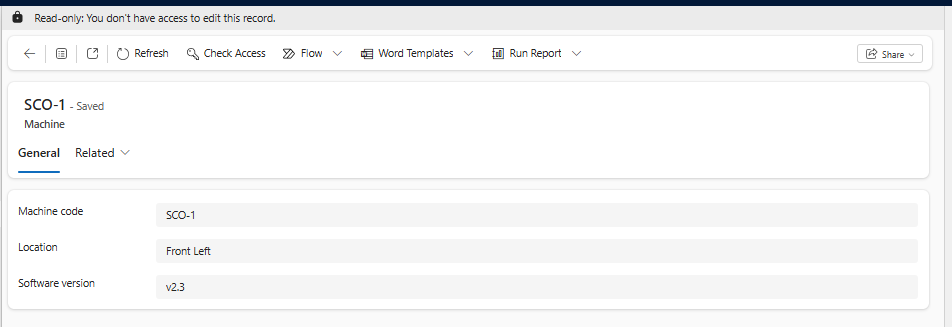 Read-only: You don't have access to edit this record.
Refresh Check Access Flow Word Templates Run Report Share
SCO-1 - Saved
Machine
General Related
Machine code SCO-1
Location Front Left
Software version v2.3